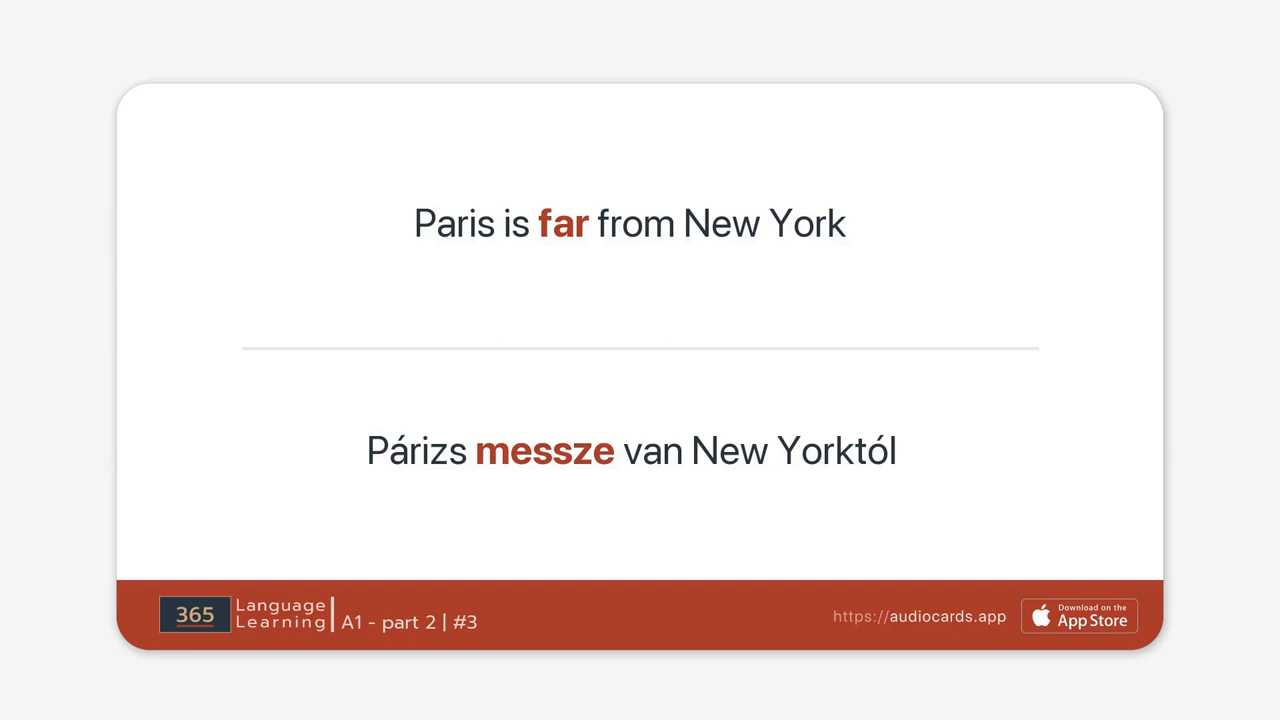 Paris is far from New York
Párizs messze van New Yorktól
365 Language Learning
A1 - part 2 | #3
https://audiocards.app
Download on the
App Store